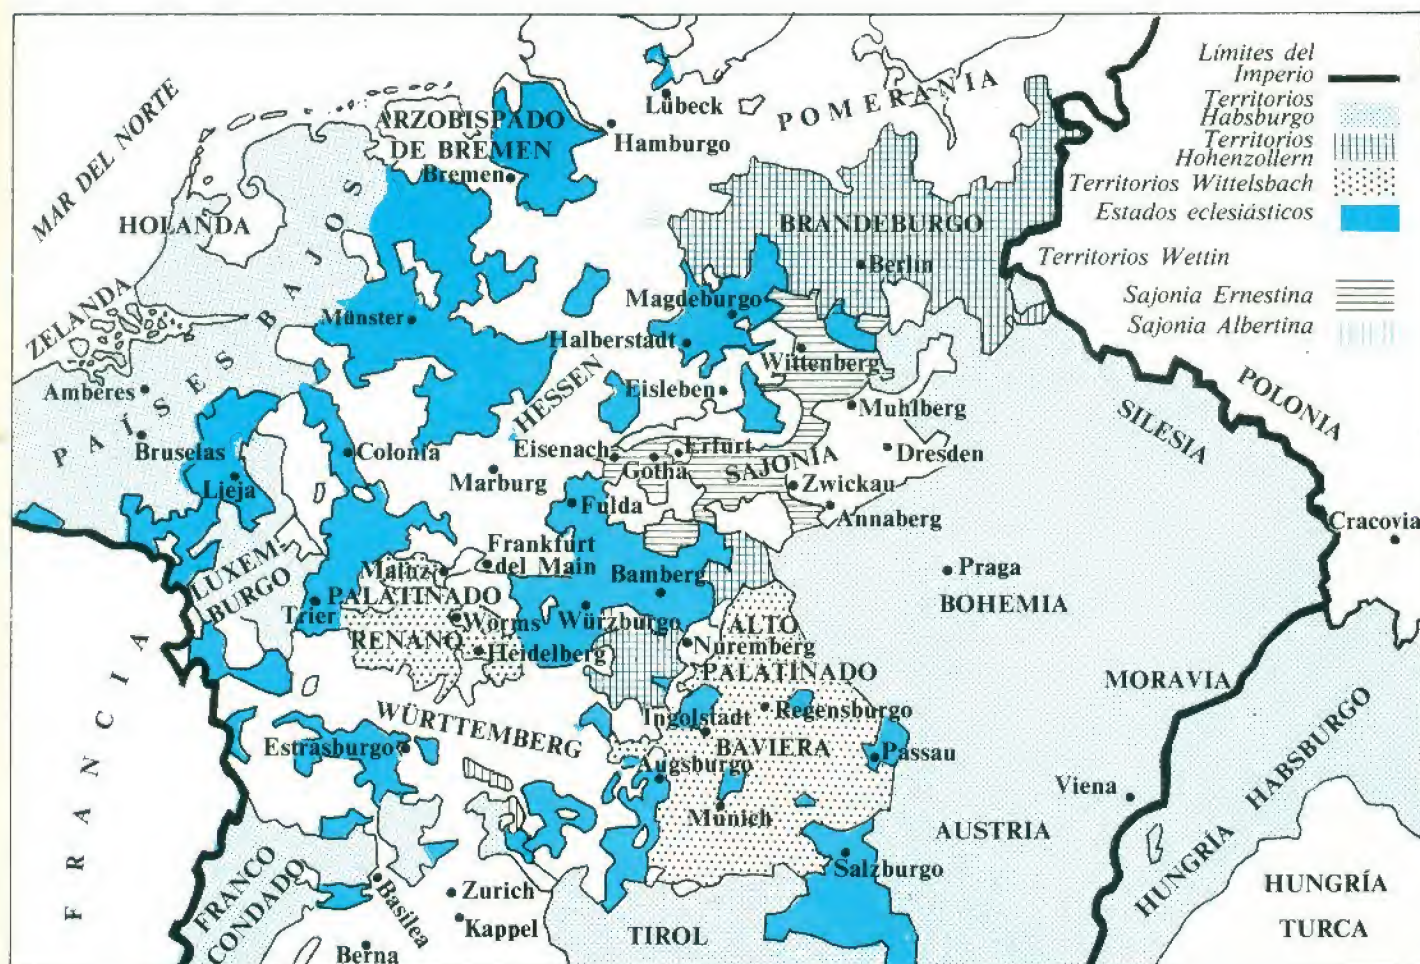 Límites del
Imperio
Territorios
Habsburgo
Territorios
Hohenzollern
Territorios Wittelsbach
Estados eclesiásticos
Territorios Wettin
Sajonia Ernestina
Sajonia Albertina
MAR DEL NORTE
ARZOBISPADO
DE BREMEN
Bremen
Lübeck
Hamburgo
POMERANIA
HOLANDA
ZELANDA
PAÍSES BAJOS
BRANDEBURGO
Berlin
Magdeburgo
Münster
Halberstadt
Wittenberg
Amberes
HESSEN
Eisleben
Muhlberg
SILESIA
POLONIA
Bruselas
Colonia
Eisenach
Erfurt
Gotha
SAJONIA
Dresden
Lieja
Marburg
Zwickau
Fulda
Annaberg
Cracovia
LUXEM-
BURGO
Frankfurt
del Main
Mainz
Bamberg
Praga
BOHEMIA
Trier
PALATINADO
RENANO
Worms
Würzburgo
ALTO
PALATINADO
Nuremberg
Heidelberg
MORAVIA
FRANCIA
WÜRTTEMBERG
Ingolstadt
Regensburgo
Estrasburgo
BAVIERA
Passau
Augsburgo
Munich
Viena
HUNGRÍA HABSBURGO
AUSTRIA
Salzburgo
FRANCO
CONDADO
Basilea
Zurich
Kappel
Berna
TIROL
HUNGRÍA
TURCA